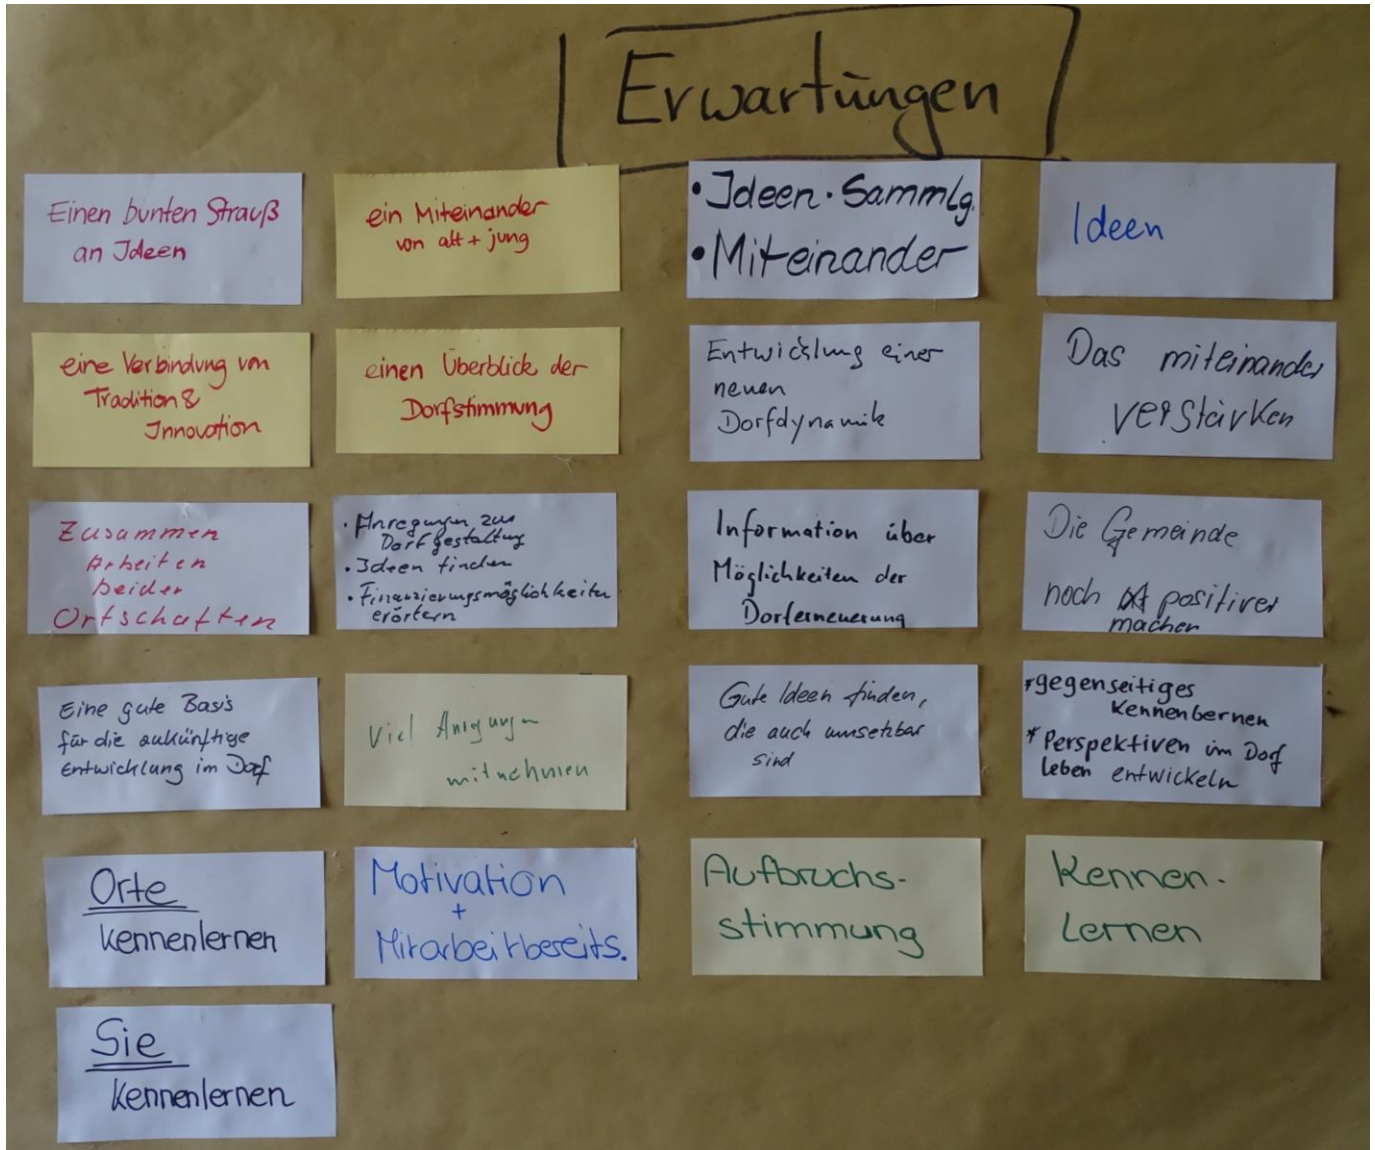 Erwartungen
Einen bunten Strauß
an Ideen
ein Miteinander
von alt + jung
• Ideen · Sammlg.
• Miteinander
Ideen
eine Verbindung von
Tradition &
Innovation
einen Überblick der
Dorfstimmung
Entwicklung einer
neuen
Dorfdynamik
Das miteinander
verstärken
Zusammen
Arbeiten
beider
Ortschaften
• Anregungen zur
Dorfgestaltung
• Ideen finden
• Finanzierungsmöglichkeiten
erörtern
Information über
Möglichkeiten der
Dorferneuerung
Die Gemeinde
noch positiver
machen
Eine gute Basis
für die zukünftige
Entwicklung im Dorf
Viel Anregungen
mitnehmen
Gute Ideen finden,
die auch umsetzbar
sind
* gegenseitiges
Kennenlernen
* Perspektiven im Dorf
leben entwickeln
Orte
kennenlernen
Motivation
+
Mitarbeitbereits.
Aufbruchs-
stimmung
Kennen-
Lernen
Sie
kennenlernen